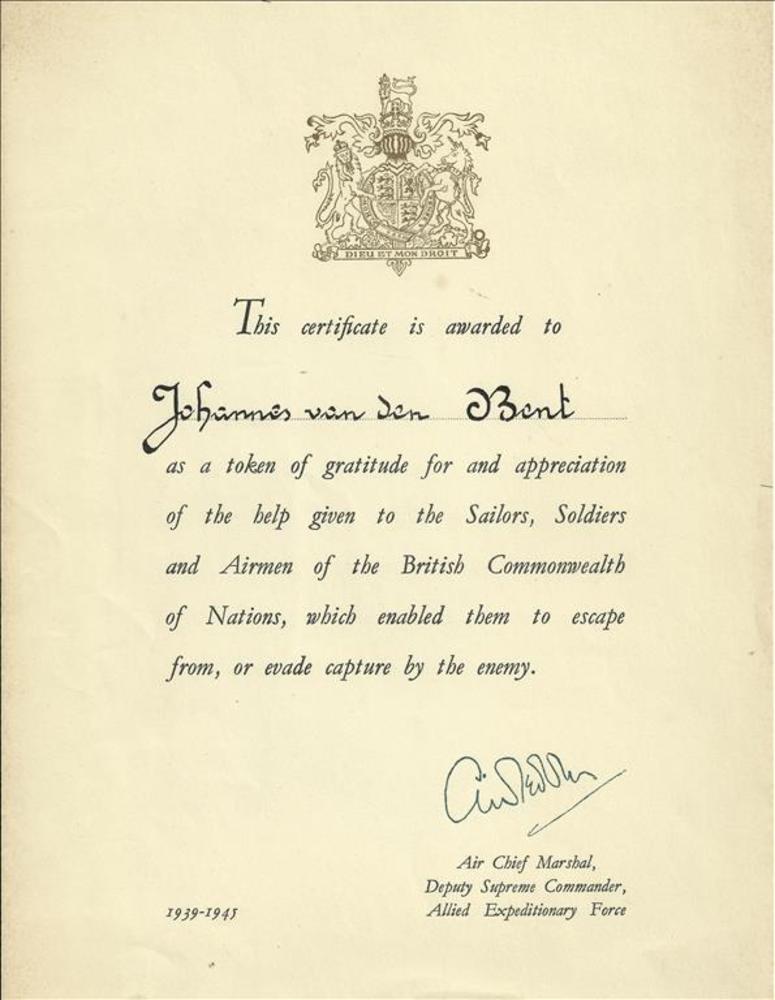 DIEU ET MON DROIT
This certificate is awarded to
Johannes van den Bent
as a token of gratitude for and appreciation
of the help given to the Sailors, Soldiers
and Airmen of the British Commonwealth
of Nations, which enabled them to escape
from, or evade capture by the enemy.
Air Chief Marshal,
Deputy Supreme Commander,
1939-1945
Allied Expeditionary Force